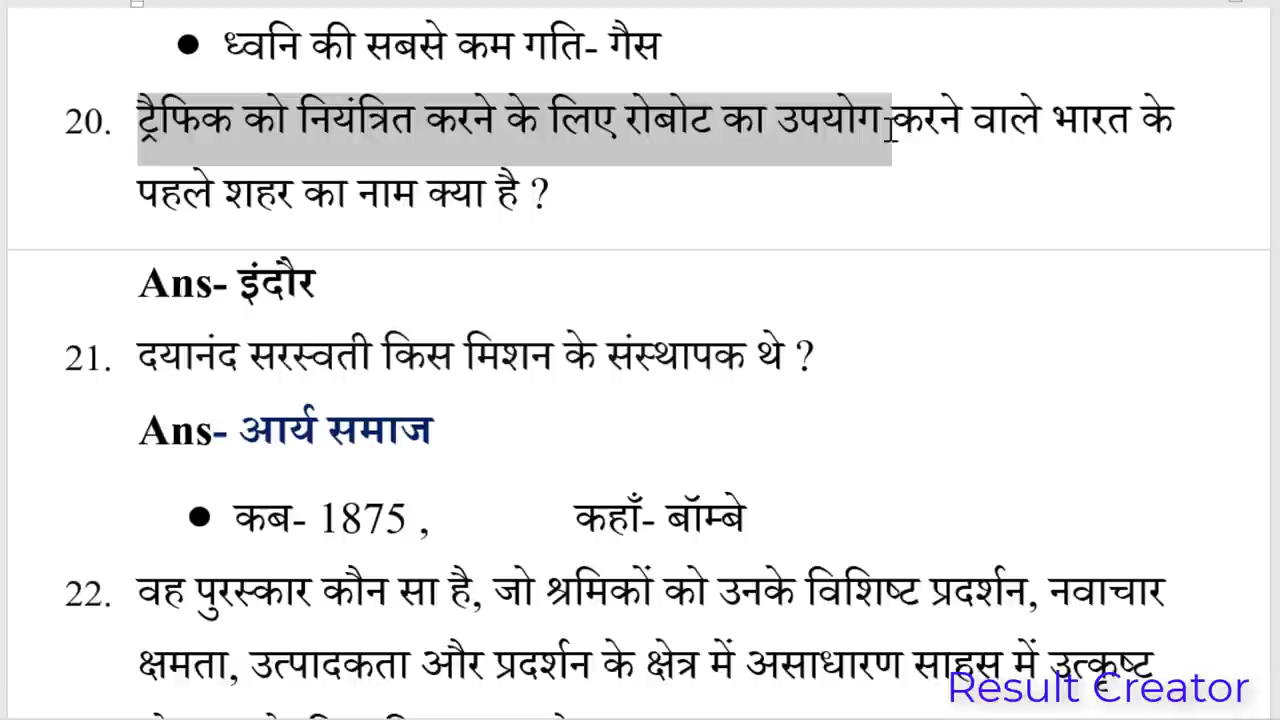 ● ध्वनि की सबसे कम गति- गैस
20. ट्रैफिक को नियंत्रित करने के लिए रोबोट का उपयोग करने वाले भारत के
पहले शहर का नाम क्या है ?
Ans- इंदौर
21. दयानंद सरस्वती किस मिशन के संस्थापक थे ?
Ans- आर्य समाज
● कब- 1875 , कहाँ- बॉम्बे
22. वह पुरस्कार कौन सा है, जो श्रमिकों को उनके विशिष्ट प्रदर्शन, नवाचार
क्षमता, उत्पादकता और प्रदर्शन के क्षेत्र में असाधारण साहस में उत्कृष्ट
Result Creator